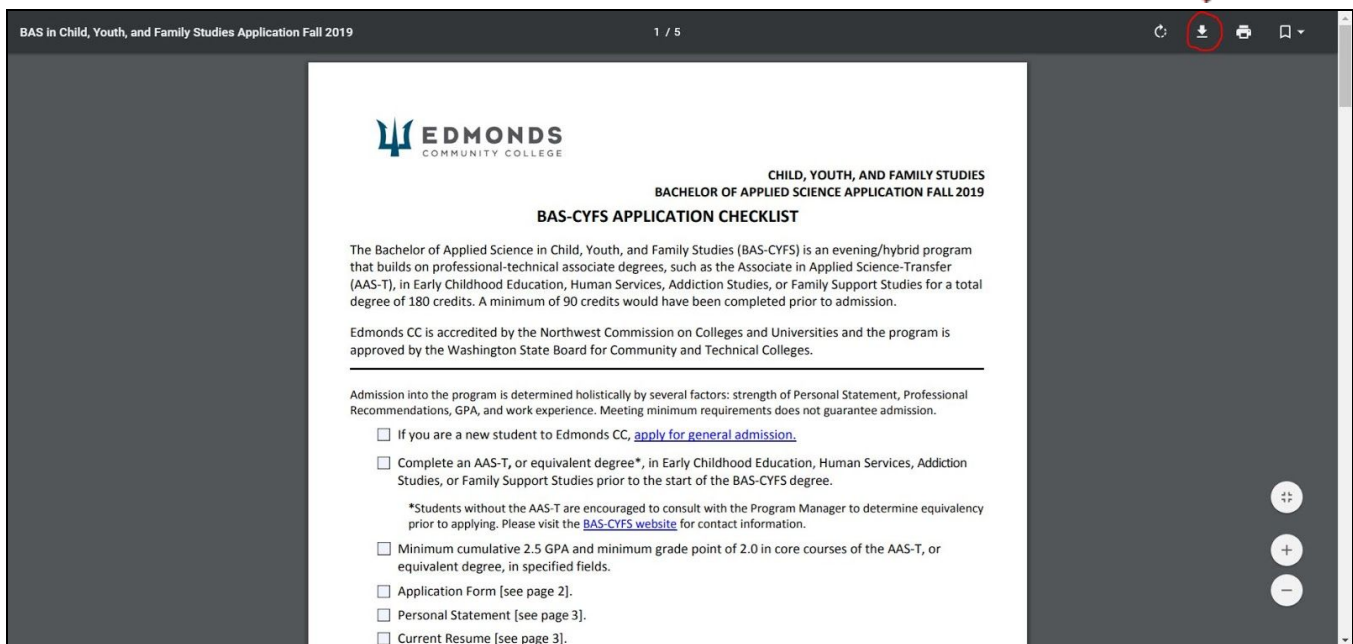 BAS in Child, Youth, and Family Studies Application Fall 2019
1 / 5
EDMONDS
COMMUNITY COLLEGE
CHILD, YOUTH, AND FAMILY STUDIES
BACHELOR OF APPLIED SCIENCE APPLICATION FALL 2019
BAS-CYFS APPLICATION CHECKLIST
The Bachelor of Applied Science in Child, Youth, and Family Studies (BAS-CYFS) is an evening/hybrid program
that builds on professional-technical associate degrees, such as the Associate in Applied Science-Transfer
(AAS-T), in Early Childhood Education, Human Services, Addiction Studies, or Family Support Studies for a total
degree of 180 credits. A minimum of 90 credits would have been completed prior to admission.
Edmonds CC is accredited by the Northwest Commission on Colleges and Universities and the program is
approved by the Washington State Board for Community and Technical Colleges.
Admission into the program is determined holistically by several factors: strength of Personal Statement, Professional
Recommendations, GPA, and work experience. Meeting minimum requirements does not guarantee admission.
If you are a new student to Edmonds CC, apply for general admission.
Complete an AAS-T, or equivalent degree*, in Early Childhood Education, Human Services, Addiction
Studies, or Family Support Studies prior to the start of the BAS-CYFS degree.
*Students without the AAS-T are encouraged to consult with the Program Manager to determine equivalency
prior to applying. Please visit the BAS-CYFS website for contact information.
Minimum cumulative 2.5 GPA and minimum grade point of 2.0 in core courses of the AAS-T, or
equivalent degree, in specified fields.
Application Form [see page 2].
Personal Statement [see page 3].
Current Resume [see page 3].